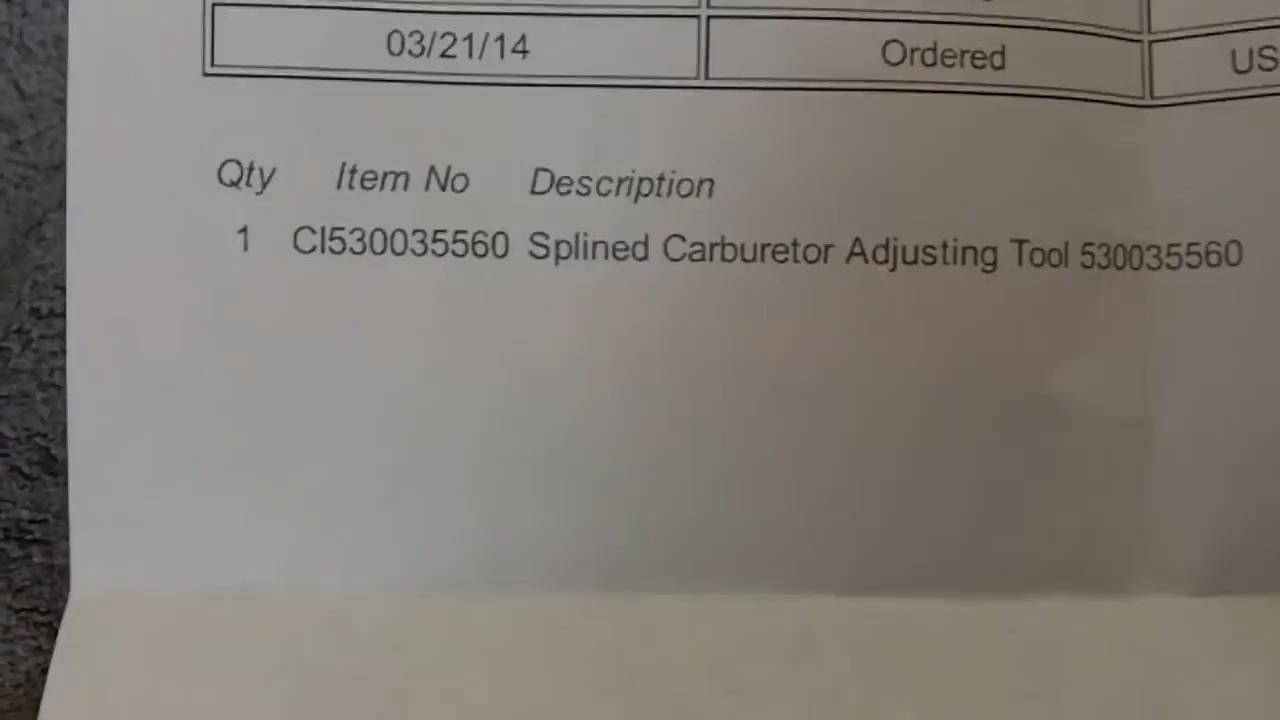 03/21/14 Ordered US
Qty Item No Description
1 CI530035560 Splined Carburetor Adjusting Tool 530035560